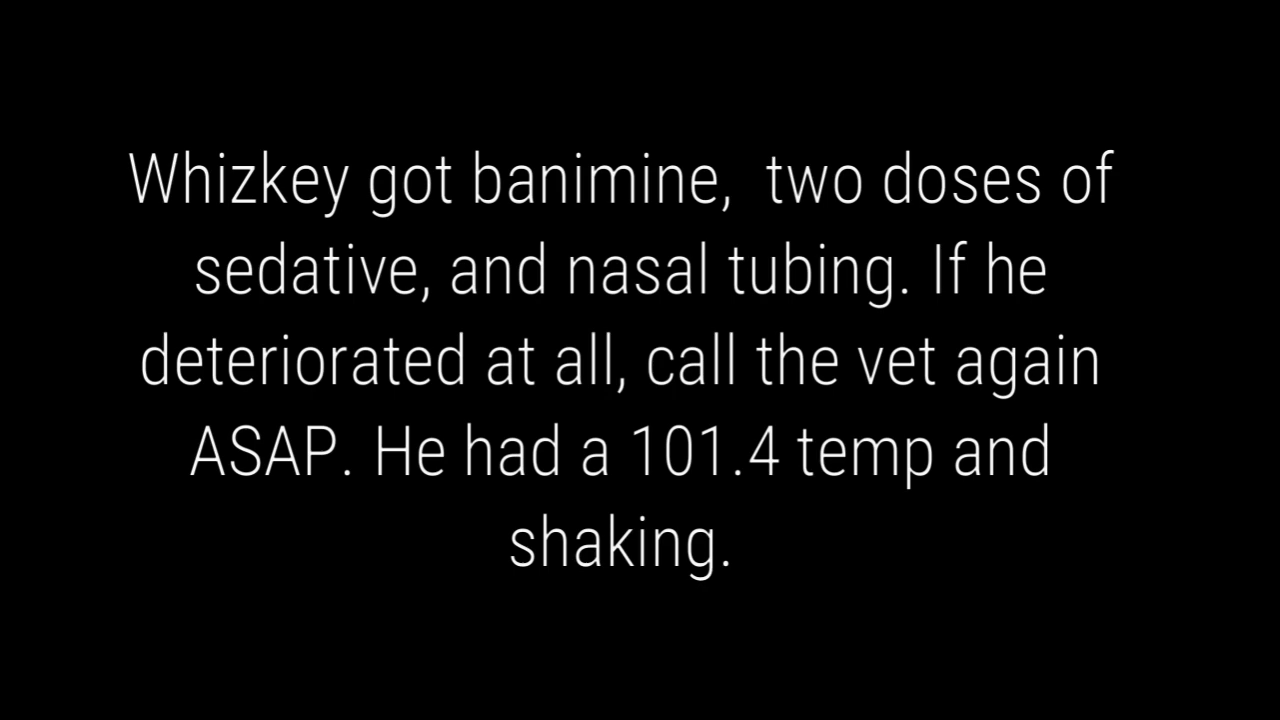 Whizkey got banimine,  two doses of
sedative, and nasal tubing. If he
deteriorated at all, call the vet again
ASAP. He had a 101.4 temp and
shaking.